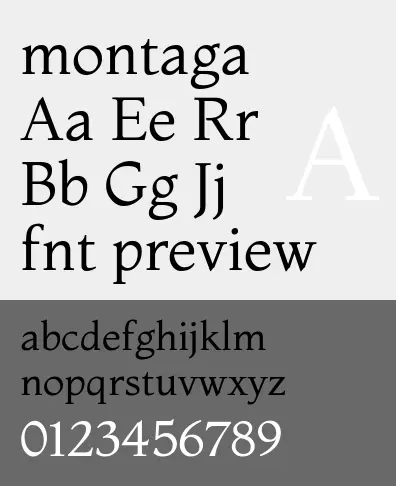 montaga
Aa Ee Rr
A
Bb Gg Jj
fnt preview
abcdefghijklm
nopqrstuvwxyz
0123456789